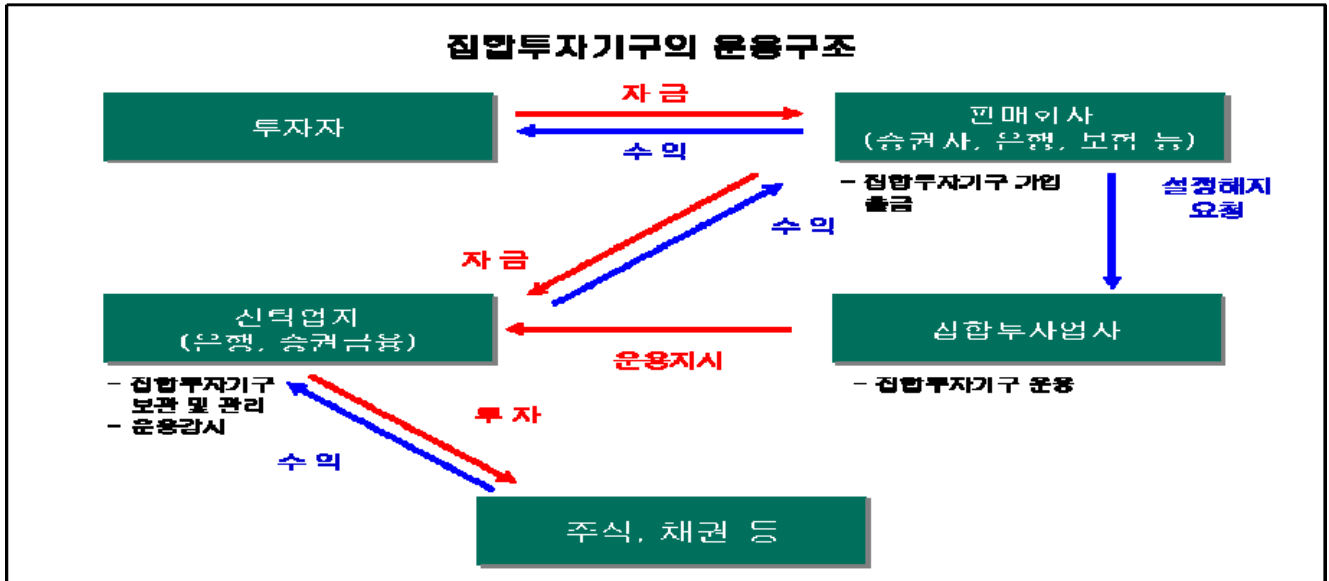 집합투자기구의 운용구조
투자자
자 금
수 익
판매회사
(증권사, 은행, 보험 등)
- 집합투자기구 가입
출금
설정해지
요청
수 익
자 금
신탁업자
(은행, 증권금융)
- 집합투자기구
보관 및 관리
- 운용감시
운용지시
집합투자업자
- 집합투자기구 운용
투 자
수 익
주식, 채권 등